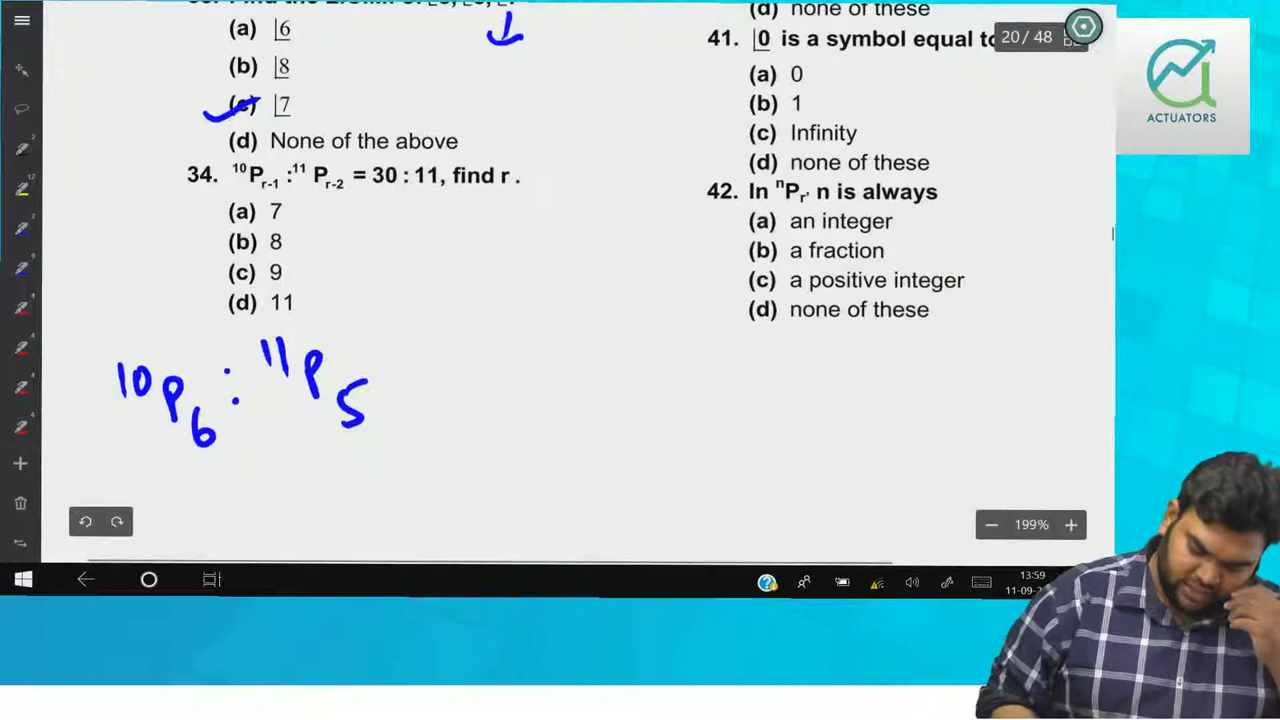 (a) |6
(b) |8
(c) |7
(d) None of the above
34. ¹⁰Pr-1 :¹¹ Pr-2 = 30 : 11, find r .
(a) 7
(b) 8
(c) 9
(d) 11
10P6 : 11P5
(d) none of these
41. |0 is a symbol equal to
(a) 0
(b) 1
(c) Infinity
(d) none of these
42. In ⁿPr, n is always
(a) an integer
(b) a fraction
(c) a positive integer
(d) none of these
20 / 48
ACTUATORS
199%
13:59